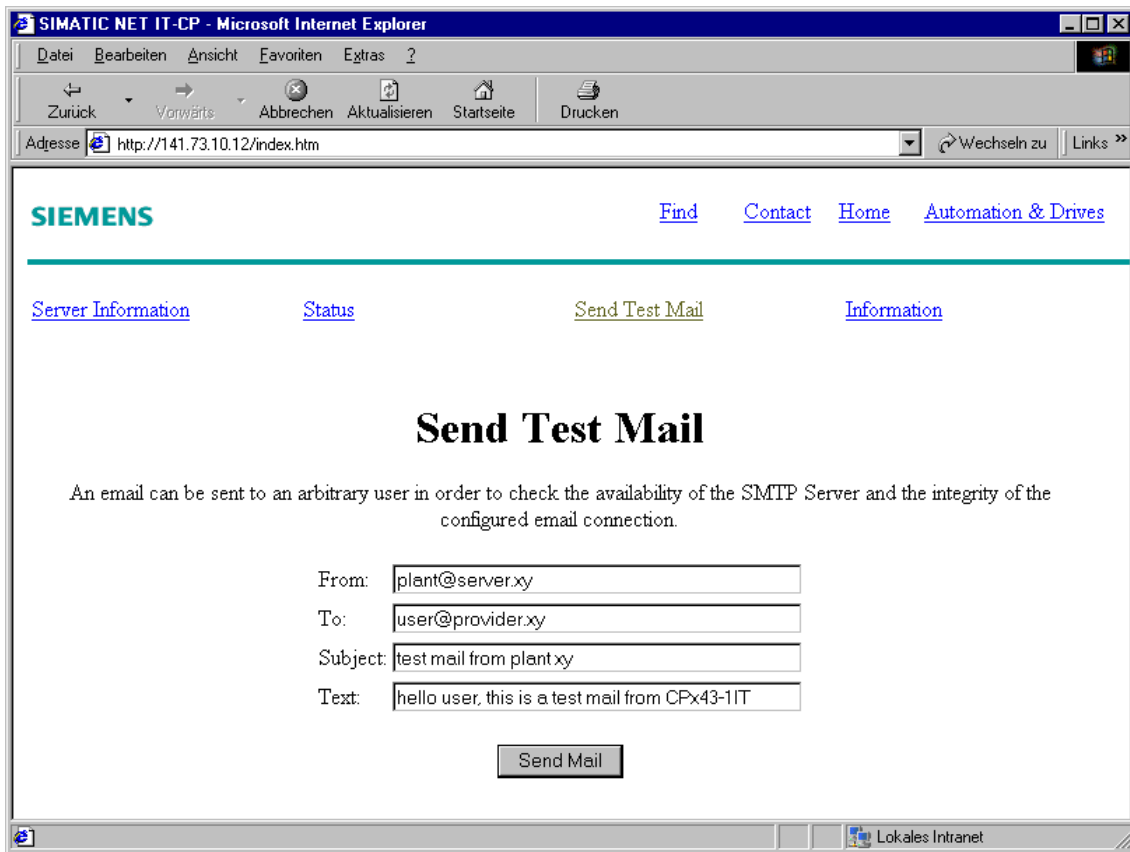 SIMATIC NET IT-CP - Microsoft Internet Explorer
Datei Bearbeiten Ansicht Favoriten Extras ?
Zurück Vorwärts Abbrechen Aktualisieren Startseite Drucken
Adresse http://141.73.10.12/index.htm Wechseln zu Links »
SIEMENS Find Contact Home Automation & Drives
Server Information Status Send Test Mail Information
Send Test Mail
An email can be sent to an arbitrary user in order to check the availability of the SMTP Server and the integrity of the
configured email connection.
From: plant@server.xy
To: user@provider.xy
Subject: test mail from plant xy
Text: hello user, this is a test mail from CPx43-1IT
Send Mail
Lokales Intranet